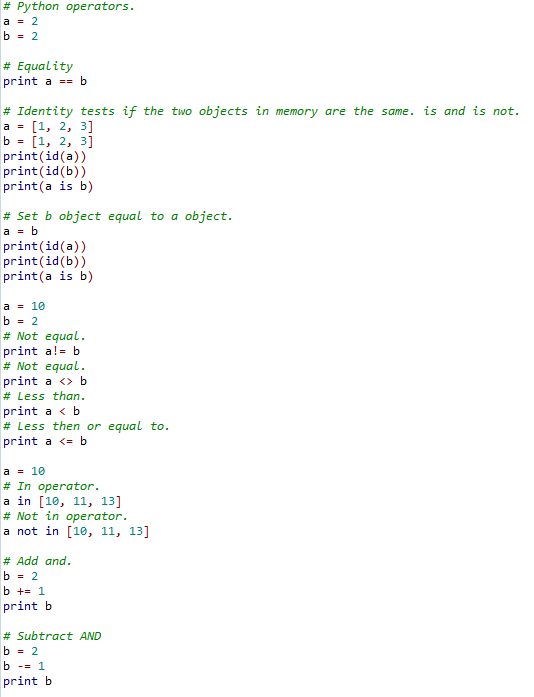 # Python operators.
a = 2
b = 2
# Equality
print a == b
# Identity tests if the two objects in memory are the same. is and is not.
a = [1, 2, 3]
b = [1, 2, 3]
print(id(a))
print(id(b))
print(a is b)
# Set b object equal to a object.
a = b
print(id(a))
print(id(b))
print(a is b)
a = 10
b = 2
# Not equal.
print a!= b
# Not equal.
print a <> b
# Less than.
print a < b
# Less then or equal to.
print a <= b
a = 10
# In operator.
a in [10, 11, 13]
# Not in operator.
a not in [10, 11, 13]
# Add and.
b = 2
b += 1
print b
# Subtract AND
b = 2
b -= 1
print b